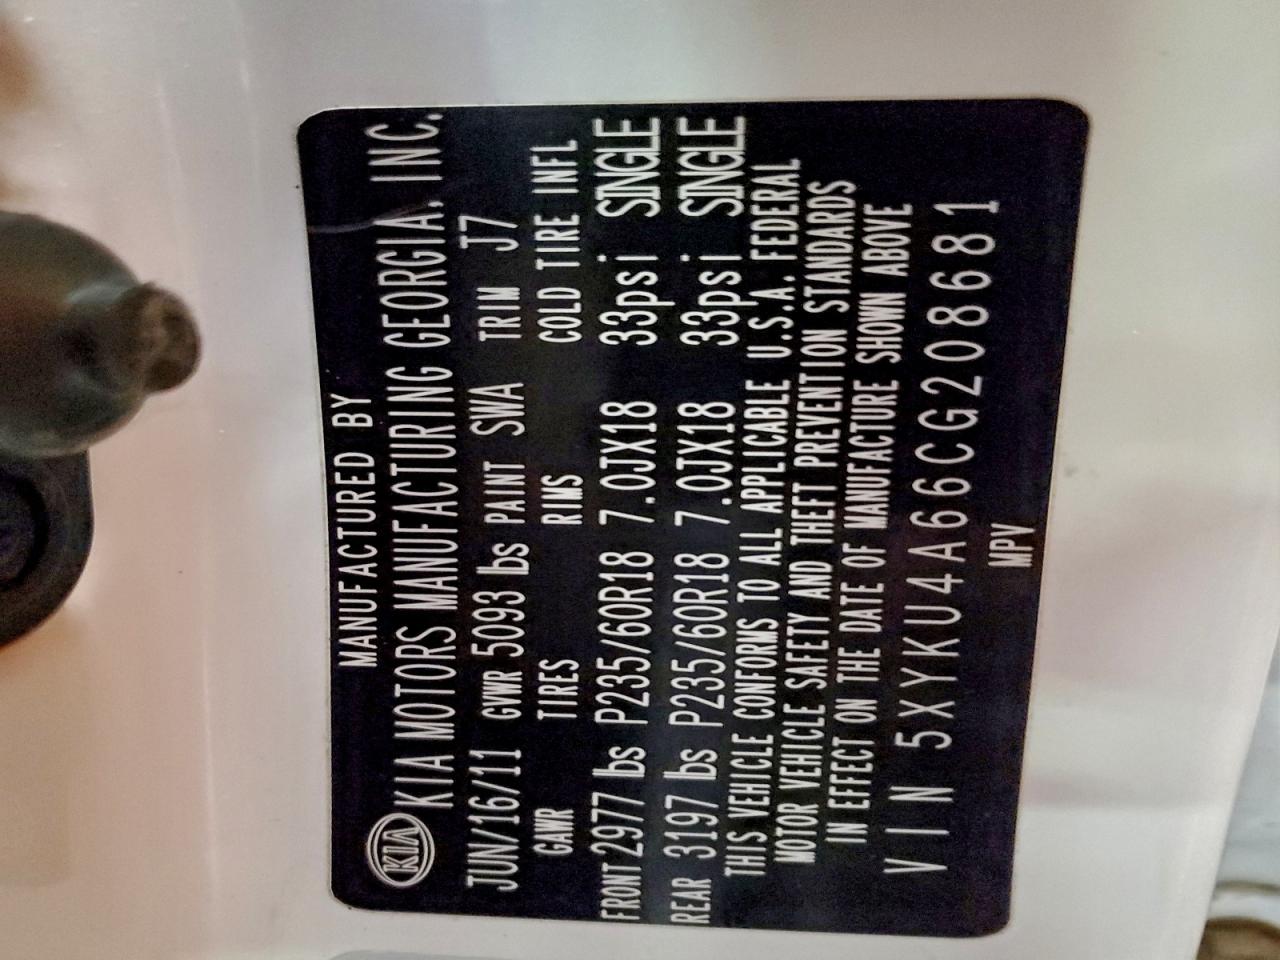 MANUFACTURED BY
KIA KIA MOTORS MANUFACTURING GEORGIA, INC.
JUN/16/11 GVWR 5093 lbs PAINT SWA TRIM J7
GAWR TIRES RIMS COLD TIRE INFL
FRONT 2977 lbs P235/60R18 7.0JX18 33psi SINGLE
REAR 3197 lbs P235/60R18 7.0JX18 33psi SINGLE
THIS VEHICLE CONFORMS TO ALL APPLICABLE U.S.A. FEDERAL
MOTOR VEHICLE SAFETY AND THEFT PREVENTION STANDARDS
IN EFFECT ON THE DATE OF MANUFACTURE SHOWN ABOVE
VIN 5XYKU4A66CG208681
MPV